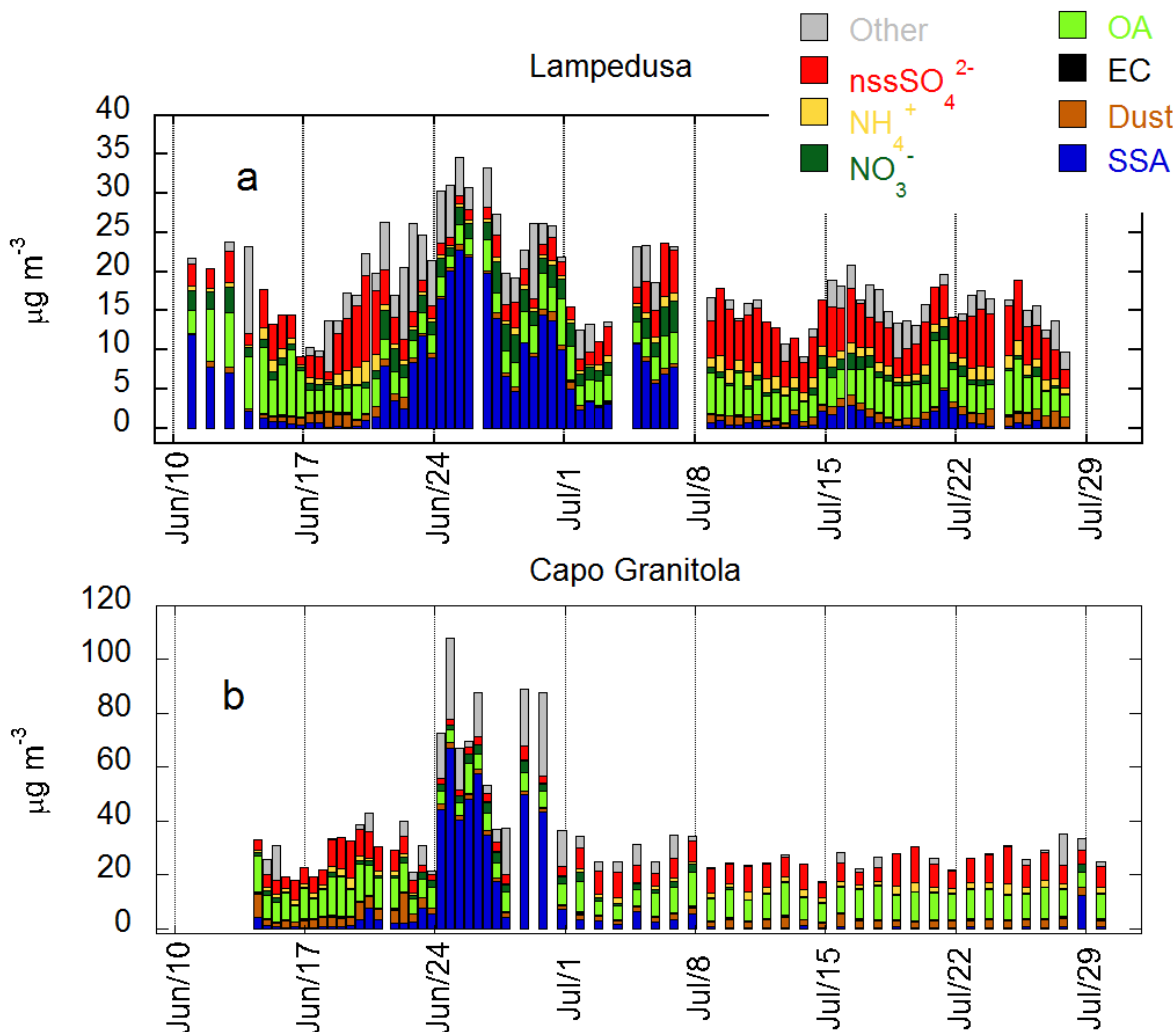 Other
OA
nssSO4 2-
EC
NH4+
Dust
NO3-
SSA
Lampedusa
40
35
30
25
20
15
10
5
0
µg m-3
a
Jun/10
Jun/17
Jun/24
Jul/1
Jul/8
Jul/15
Jul/22
Jul/29
Capo Granitola
120
100
80
60
40
20
0
µg m-3
b
Jun/10
Jun/17
Jun/24
Jul/1
Jul/8
Jul/15
Jul/22
Jul/29